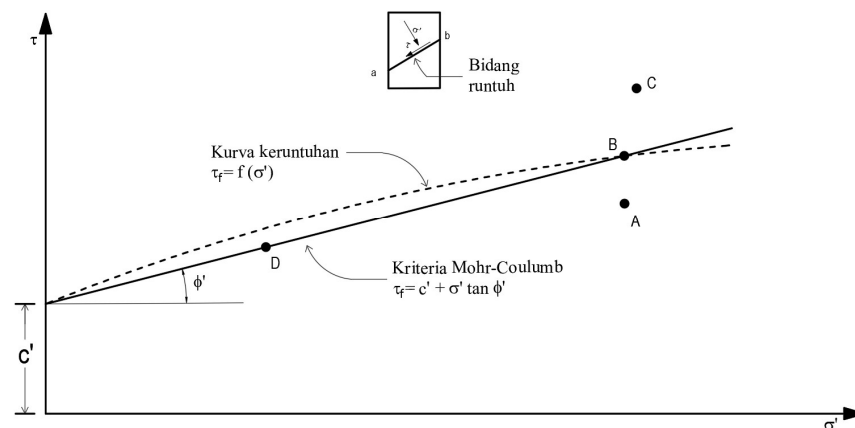 τ
σ'
τ
b
a
Bidang
runtuh
C
B
A
Kurva keruntuhan
τf = f (σ')
D
Kriteria Mohr-Coulumb
τf = c' + σ' tan ϕ'
ϕ'
C'
σ'